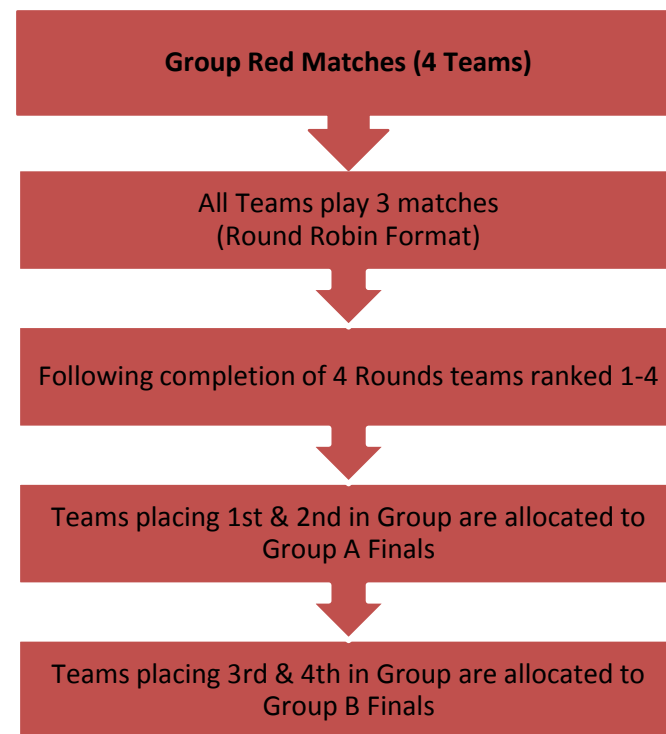 Group Red Matches (4 Teams)
All Teams play 3 matches
(Round Robin Format)
Following completion of 4 Rounds teams ranked 1-4
Teams placing 1st & 2nd in Group are allocated to
Group A Finals
Teams placing 3rd & 4th in Group are allocated to
Group B Finals